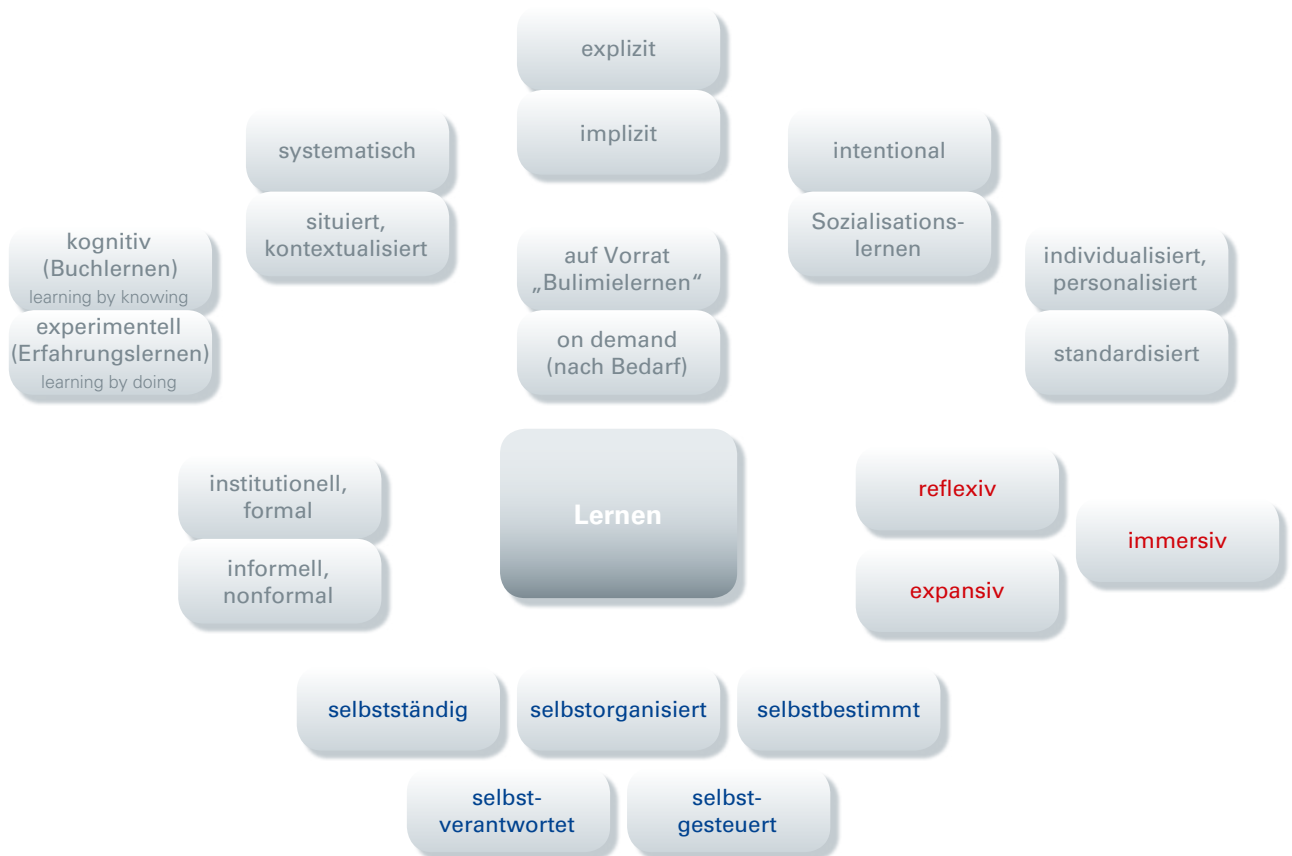 explizit
implizit
systematisch
situiert,
kontextualisiert
intentional
Sozialisations-
lernen
kognitiv
(Buchlernen)
learning by knowing
experimentell
(Erfahrungslernen)
learning by doing
auf Vorrat
„Bulimielernen“
on demand
(nach Bedarf)
individualisiert,
personalisiert
standardisiert
institutionell,
formal
informell,
nonformal
Lernen
reflexiv
expansiv
immersiv
selbstständig
selbstorganisiert
selbstbestimmt
selbst-
verantwortet
selbst-
gesteuert